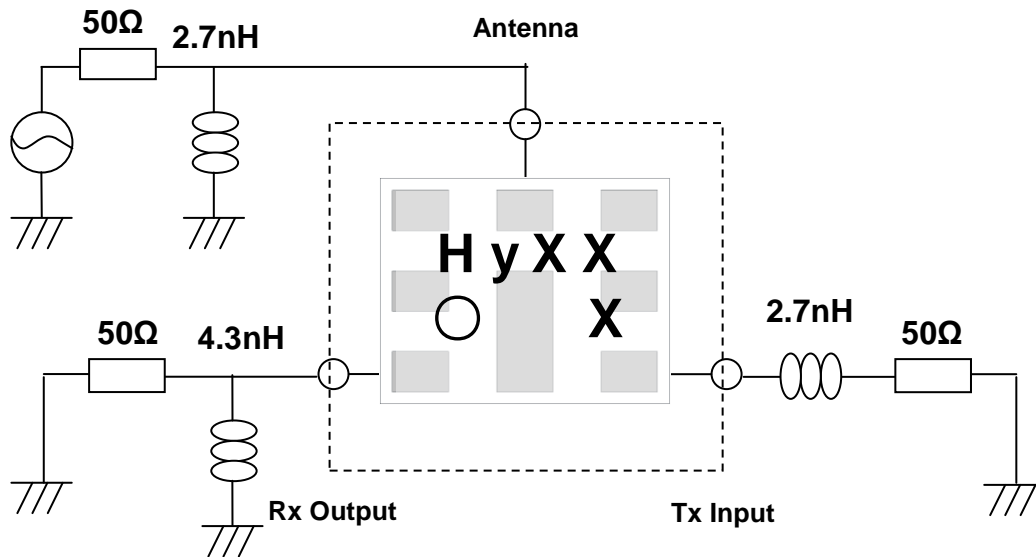 50Ω
2.7nH
Antenna
H y X X
X
2.7nH
50Ω
50Ω
4.3nH
Rx Output
Tx Input